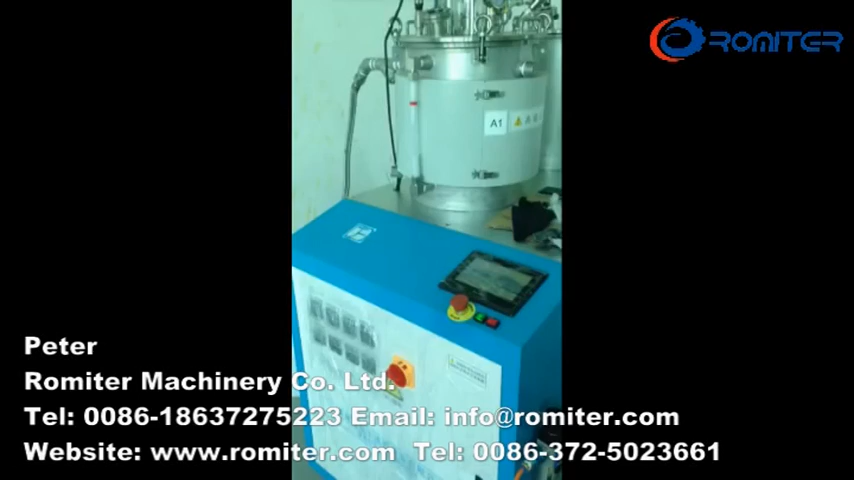 ROMITER
A1
Peter
Romiter Machinery Co. Ltd.
Tel: 0086-18637275223 Email: info@romiter.com
Website: www.romiter.com Tel: 0086-372-5023661